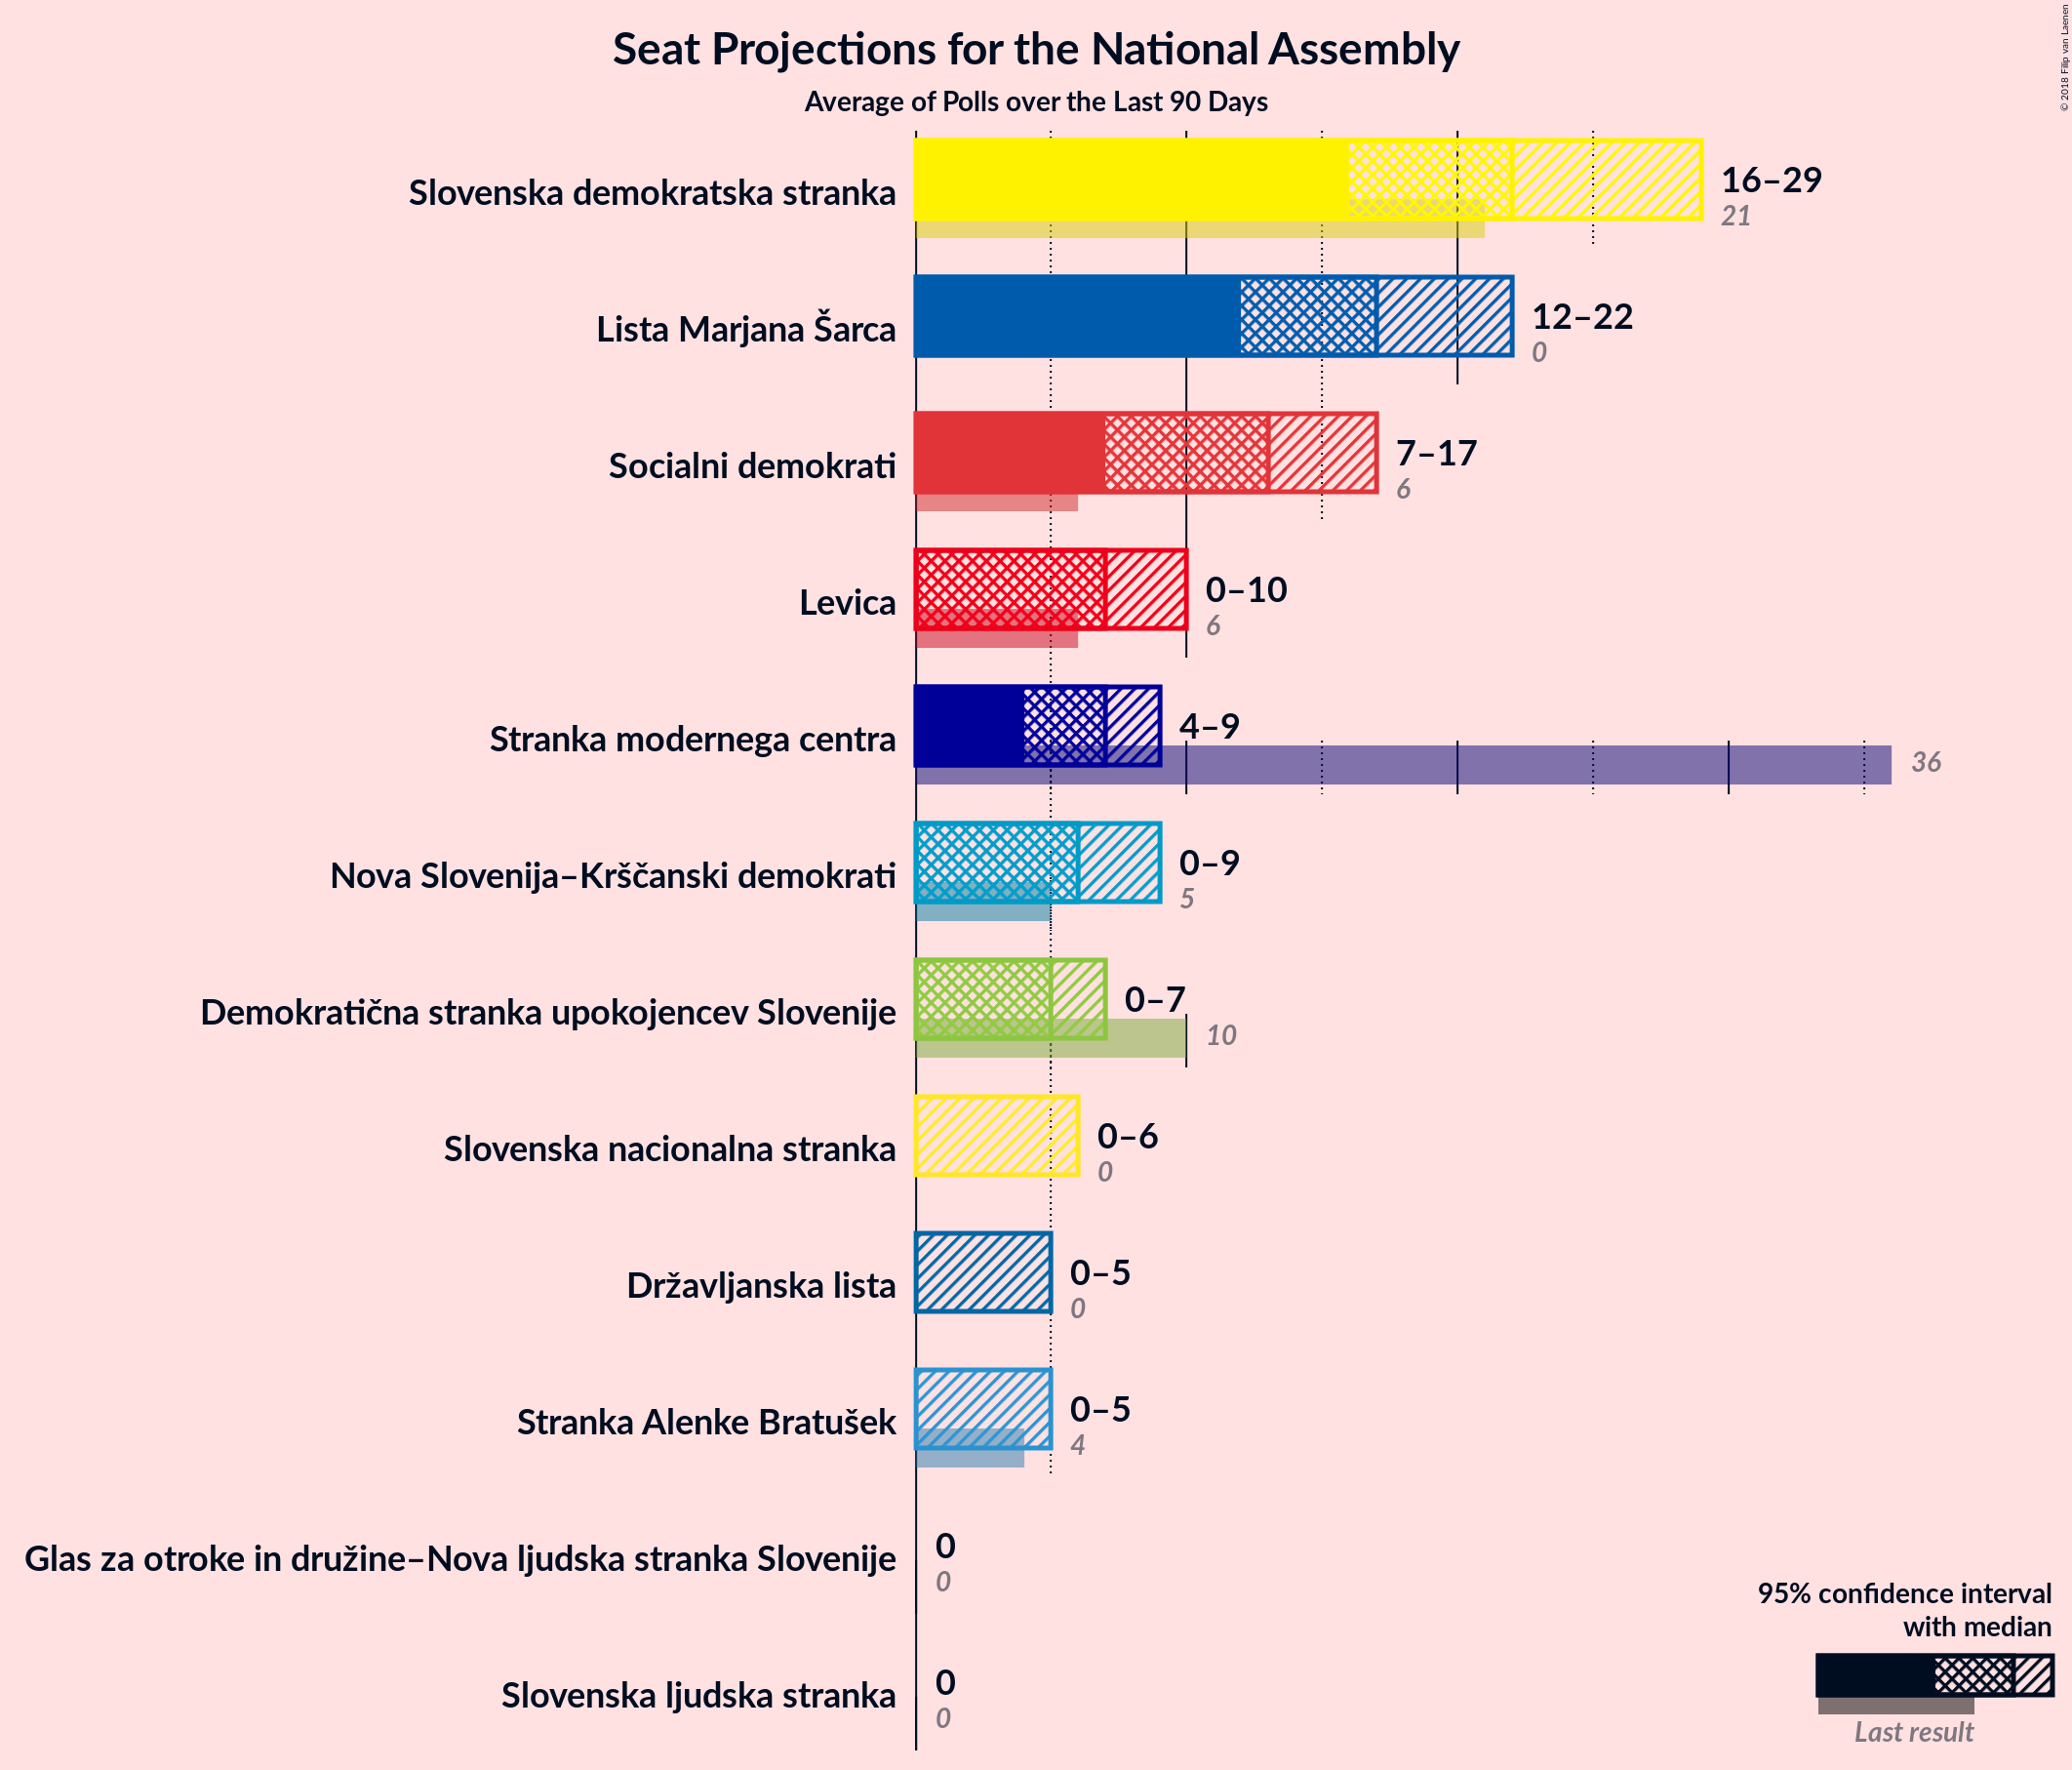 Seat Projections for the National Assembly
Average of Polls over the Last 90 Days
© 2018 Filip van Laenen
Slovenska demokratska stranka
16–29
21
Lista Marjana Šarca
12–22
0
Socialni demokrati
7–17
6
Levica
0–10
6
Stranka modernega centra
4–9
36
Nova Slovenija–Krščanski demokrati
0–9
5
Demokratična stranka upokojencev Slovenije
0–7
10
Slovenska nacionalna stranka
0–6
0
Državljanska lista
0–5
0
Stranka Alenke Bratušek
0–5
4
Glas za otroke in družine–Nova ljudska stranka Slovenije
0
0
Slovenska ljudska stranka
0
0
95% confidence interval
with median
Last result